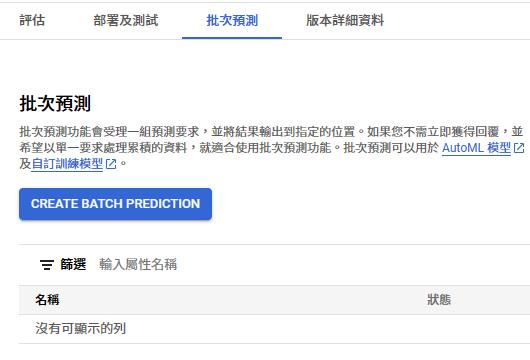 評估 部署及測試 批次預測 版本詳細資料
批次預測
批次預測功能會受理一組預測要求，並將結果輸出到指定的位置。如果您不需立即獲得回覆，並
希望以單一要求處理累積的資料，就適合使用批次預測功能。批次預測可以用於 AutoML 模型
及自訂訓練模型。
CREATE BATCH PREDICTION
篩選 輸入屬性名稱
名稱 狀態
沒有可顯示的列